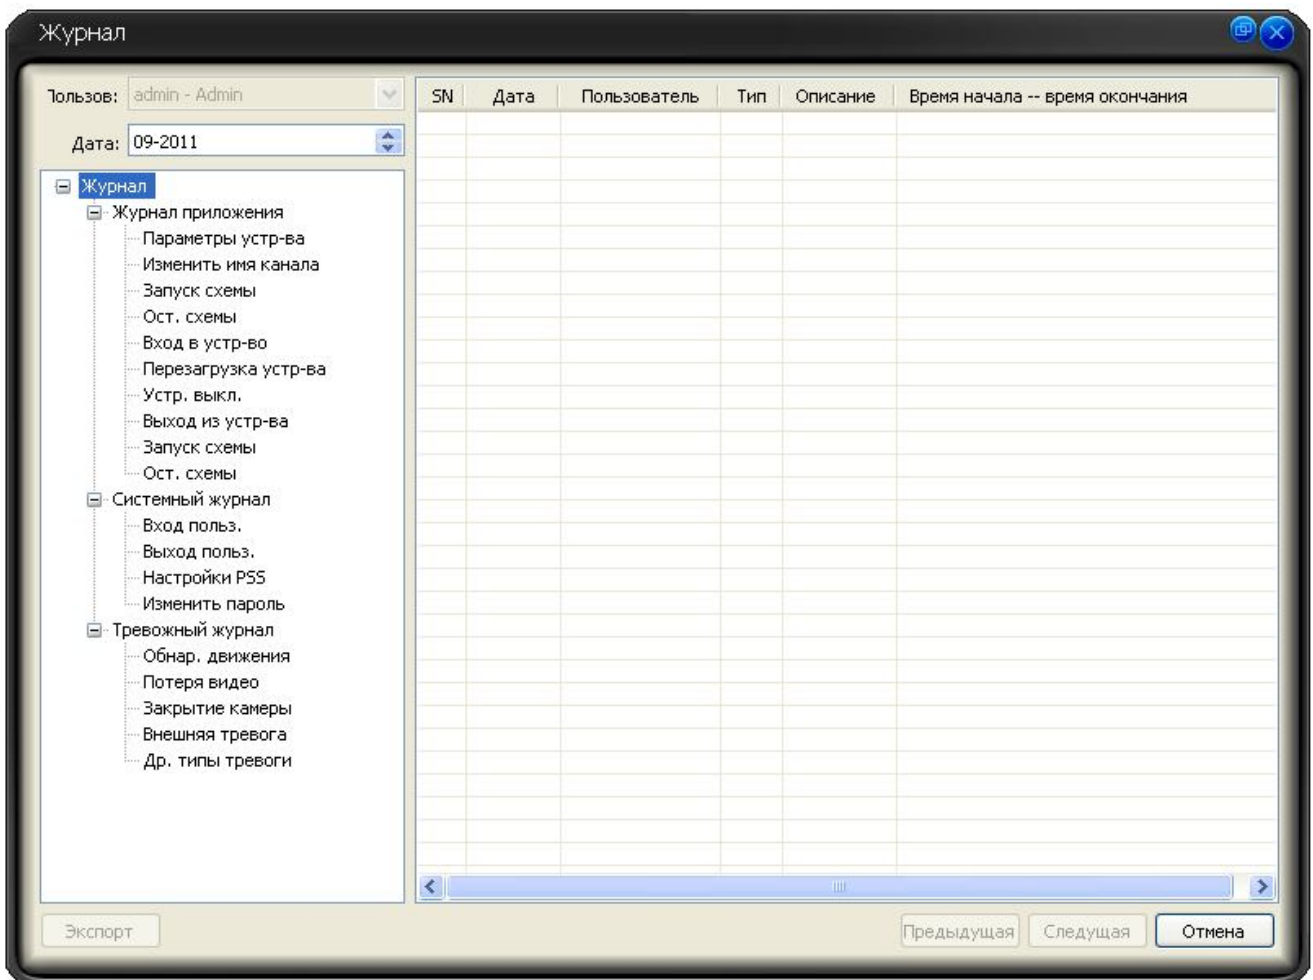 Журнал
Пользов: admin - Admin
Дата: 09-2011
Журнал
Журнал приложения
Параметры устр-ва
Изменить имя канала
Запуск схемы
Ост. схемы
Вход в устр-во
Перезагрузка устр-ва
Устр. выкл.
Выход из устр-ва
Запуск схемы
Ост. схемы
Системный журнал
Вход польз.
Выход польз.
Настройки PSS
Изменить пароль
Тревожный журнал
Обнар. движения
Потеря видео
Закрытие камеры
Внешняя тревога
Др. типы тревоги
SN Дата Пользователь Тип Описание Время начала -- время окончания
Экспорт Предыдущая Следущая Отмена